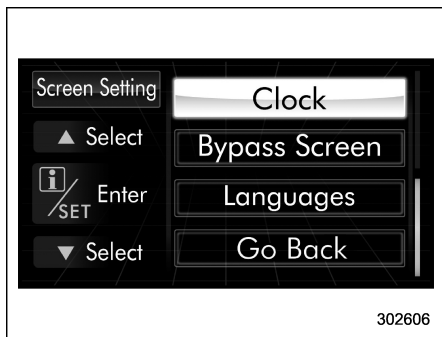 Screen Setting
▲ Select
i/SET Enter
▼ Select
Clock
Bypass Screen
Languages
Go Back
302606